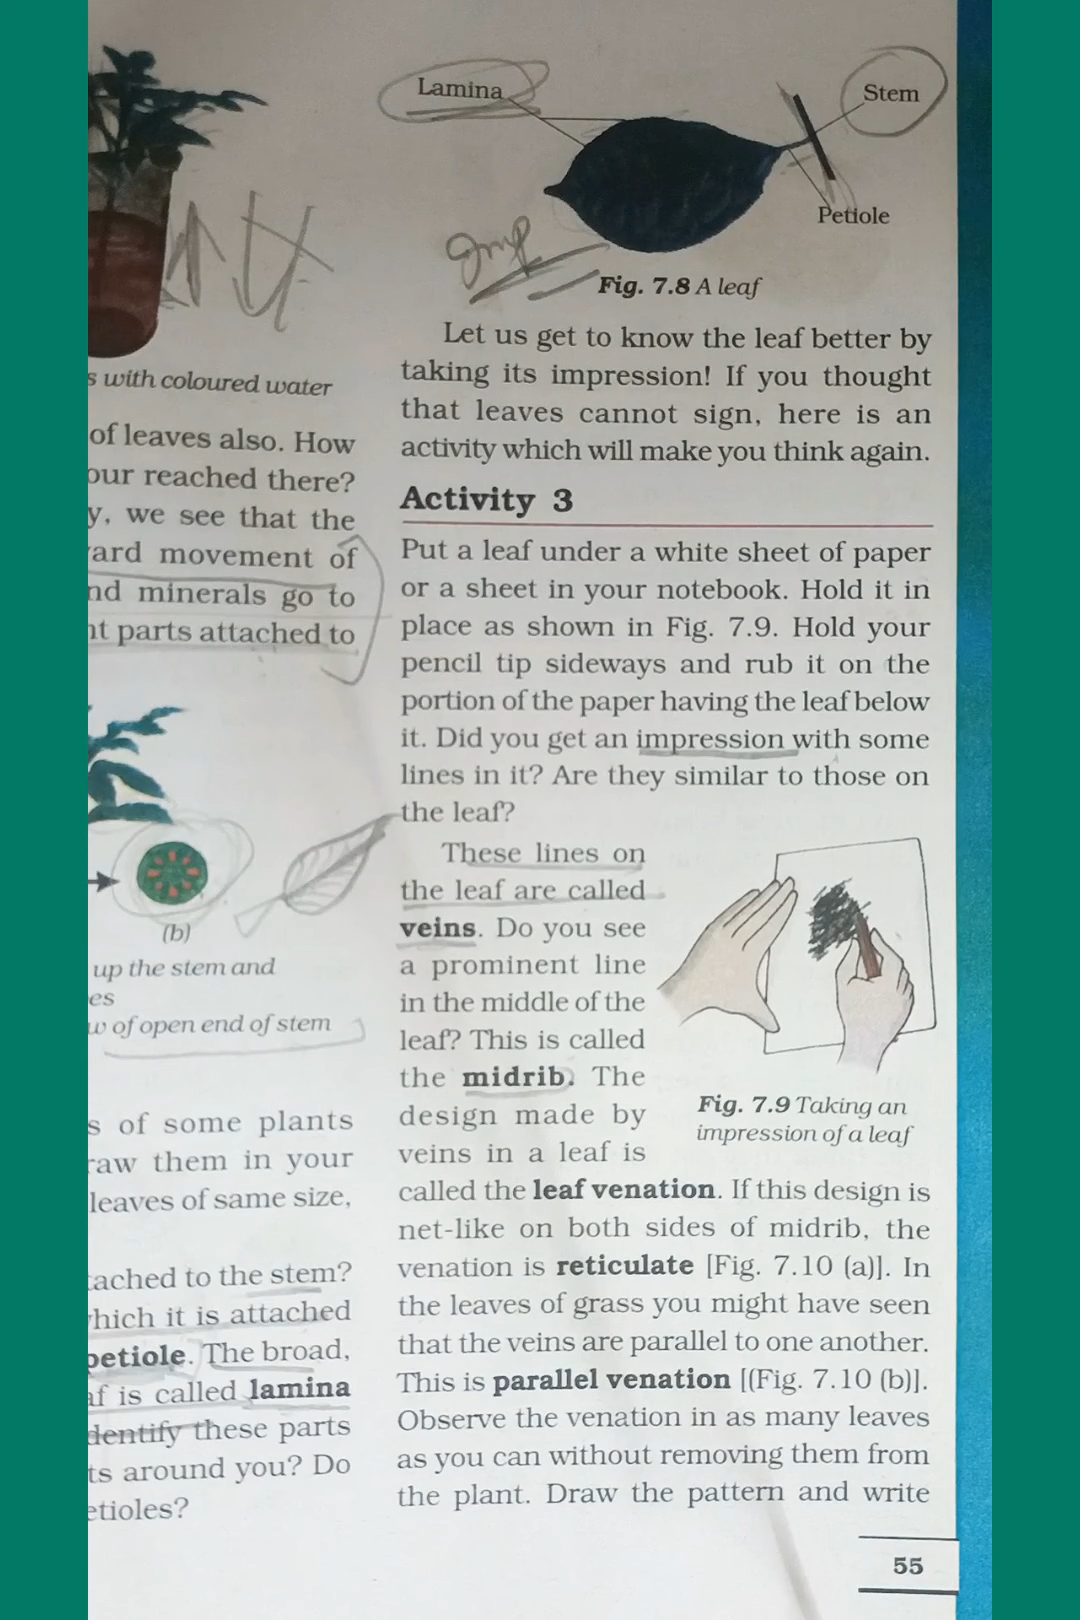 s with coloured water
of leaves also. How
our reached there?
y, we see that the
ard movement of
nd minerals go to
nt parts attached to
(b)
up the stem and
es
w of open end of stem
s of some plants
raw them in your
leaves of same size,
tached to the stem?
which it is attached
petiole. The broad,
af is called lamina
dentify these parts
ts around you? Do
etioles?
Lamina
Stem
Petiole
Imp
Fig. 7.8 A leaf
Let us get to know the leaf better by
taking its impression! If you thought
that leaves cannot sign, here is an
activity which will make you think again.
Activity 3
Put a leaf under a white sheet of paper
or a sheet in your notebook. Hold it in
place as shown in Fig. 7.9. Hold your
pencil tip sideways and rub it on the
portion of the paper having the leaf below
it. Did you get an impression with some
lines in it? Are they similar to those on
the leaf?
These lines on
the leaf are called
veins. Do you see
a prominent line
in the middle of the
leaf? This is called
the midrib. The
design made by
veins in a leaf is
called the leaf venation. If this design is
net-like on both sides of midrib, the
venation is reticulate [Fig. 7.10 (a)]. In
the leaves of grass you might have seen
that the veins are parallel to one another.
This is parallel venation [(Fig. 7.10 (b)].
Observe the venation in as many leaves
as you can without removing them from
the plant. Draw the pattern and write
Fig. 7.9 Taking an
impression of a leaf
55